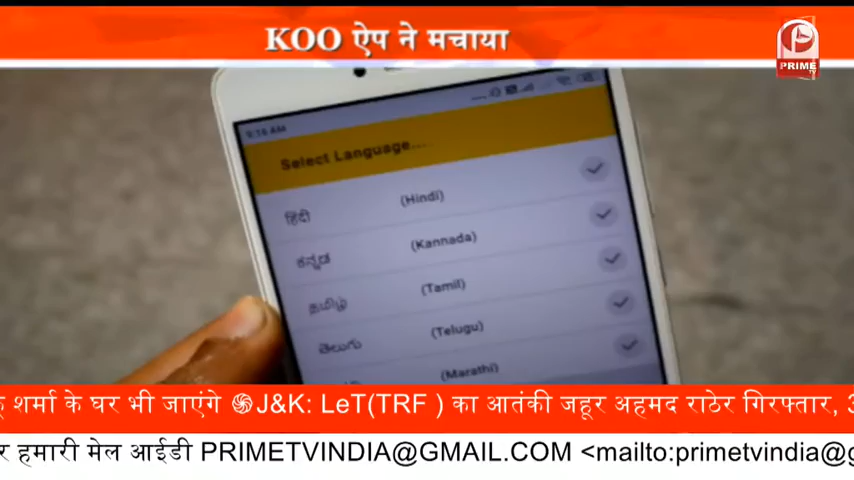 KOO ऐप ने मचाया
PRIME
9:16 AM
Select Language...
हिंदी (Hindi)
ಕನ್ನಡ (Kannada)
தமிழ் (Tamil)
తెలుగు (Telugu)
(Marathi)
शर्मा के घर भी जाएंगे J&K: LeT(TRF ) का आतंकी जहूर अहमद राठेर गिरफ्तार,
हमारी मेल आईडी PRIMETVINDIA@GMAIL.COM <mailto:primetvindia@g